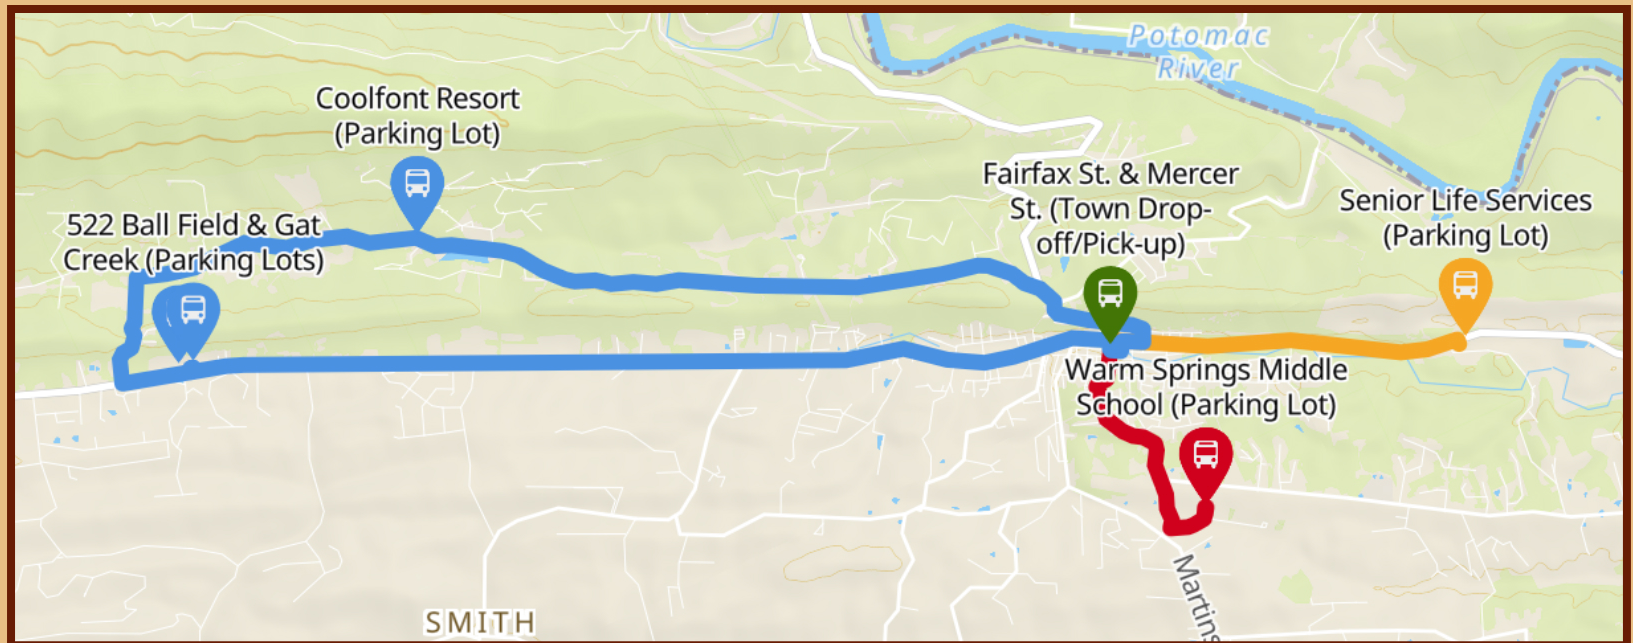 Potomac
River
Coolfont Resort
(Parking Lot)
Fairfax St. & Mercer
St. (Town Drop-
off/Pick-up)
Senior Life Services
(Parking Lot)
522 Ball Field & Gat
Creek (Parking Lots)
Warm Springs Middle
School (Parking Lot)
Martins
SMITH